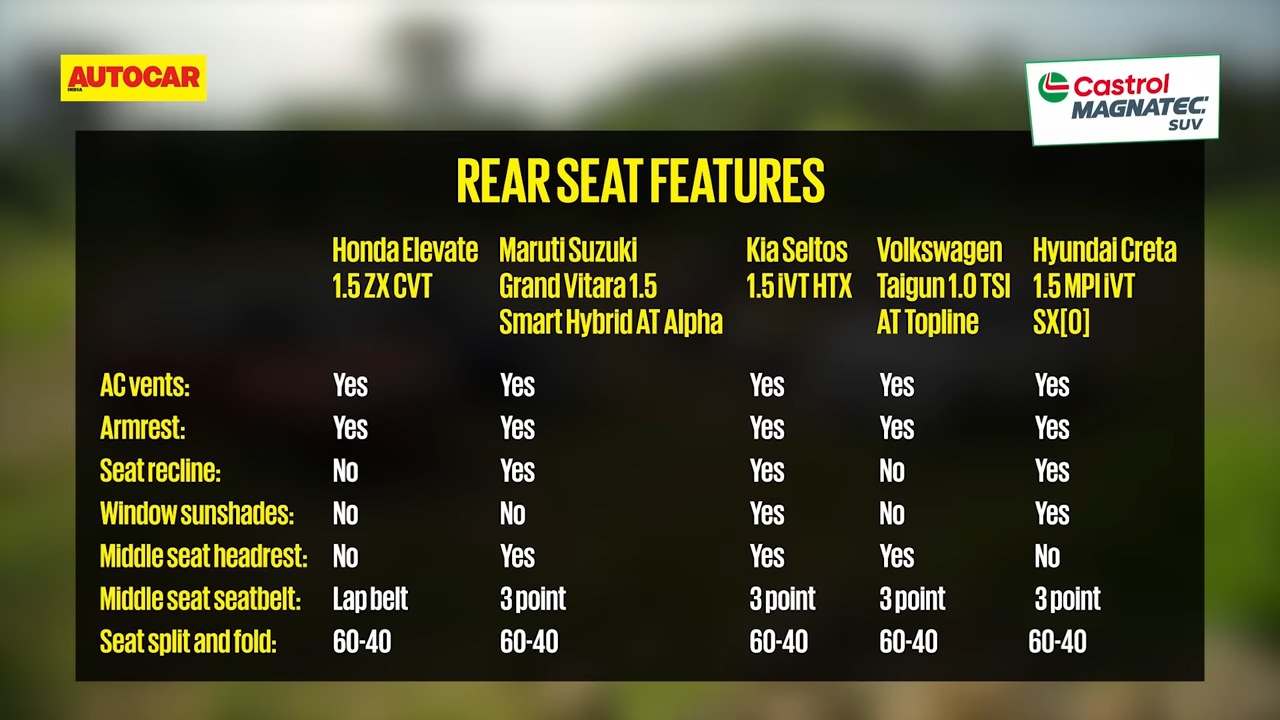 AUTOCAR
INDIA
Castrol
MAGNATEC
SUV
REAR SEAT FEATURES
Honda Elevate 1.5 ZX CVT
Maruti Suzuki Grand Vitara 1.5 Smart Hybrid AT Alpha
Kia Seltos 1.5 iVT HTX
Volkswagen Taigun 1.0 TSI AT Topline
Hyundai Creta 1.5 MPI iVT SX[O]
AC vents: Yes Yes Yes Yes Yes
Armrest: Yes Yes Yes Yes Yes
Seat recline: No Yes Yes No Yes
Window sunshades: No No Yes No Yes
Middle seat headrest: No Yes Yes Yes No
Middle seat seatbelt: Lap belt 3 point 3 point 3 point 3 point
Seat split and fold: 60-40 60-40 60-40 60-40 60-40